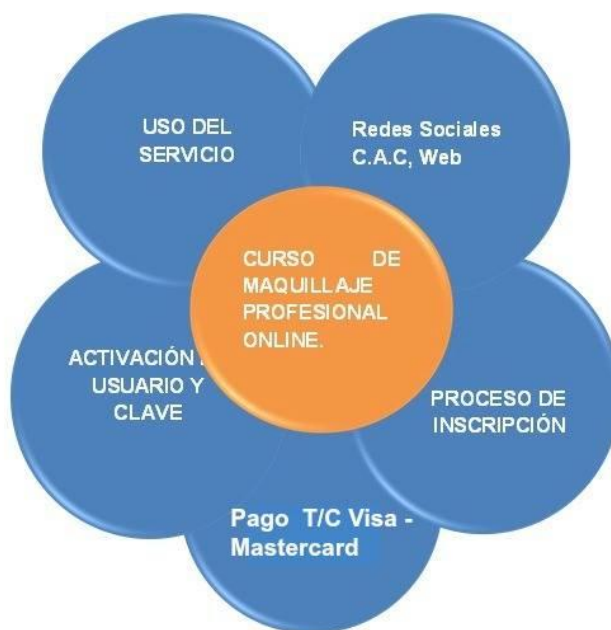 USO DEL
SERVICIO
Redes Sociales
C.A.C, Web
CURSO DE
MAQUILLAJE
PROFESIONAL
ONLINE.
ACTIVACIÓN
USUARIO Y
CLAVE
PROCESO DE
INSCRIPCIÓN
Pago T/C Visa -
Mastercard